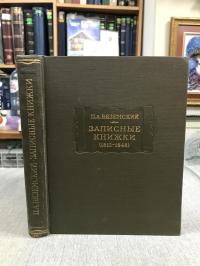 П.А.ВЯЗЕМСКИЙ ЗАПИСНЫЕ КНИЖКИ
П.А.ВЯЗЕМСКИЙ
ЗАПИСНЫЕ
КНИЖКИ
(1813-1848)